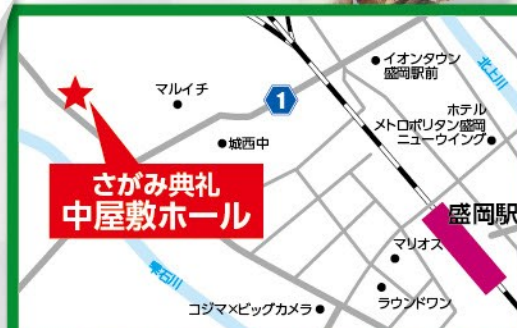 イオンタウン
盛岡駅前
北上川
マルイチ
1
ホテル
メトロポリタン盛岡
ニューウイング
城西中
さがみ典礼
中屋敷ホール
盛岡駅
マリオス
雫石川
ラウンドワン
コジマ×ビッグカメラ